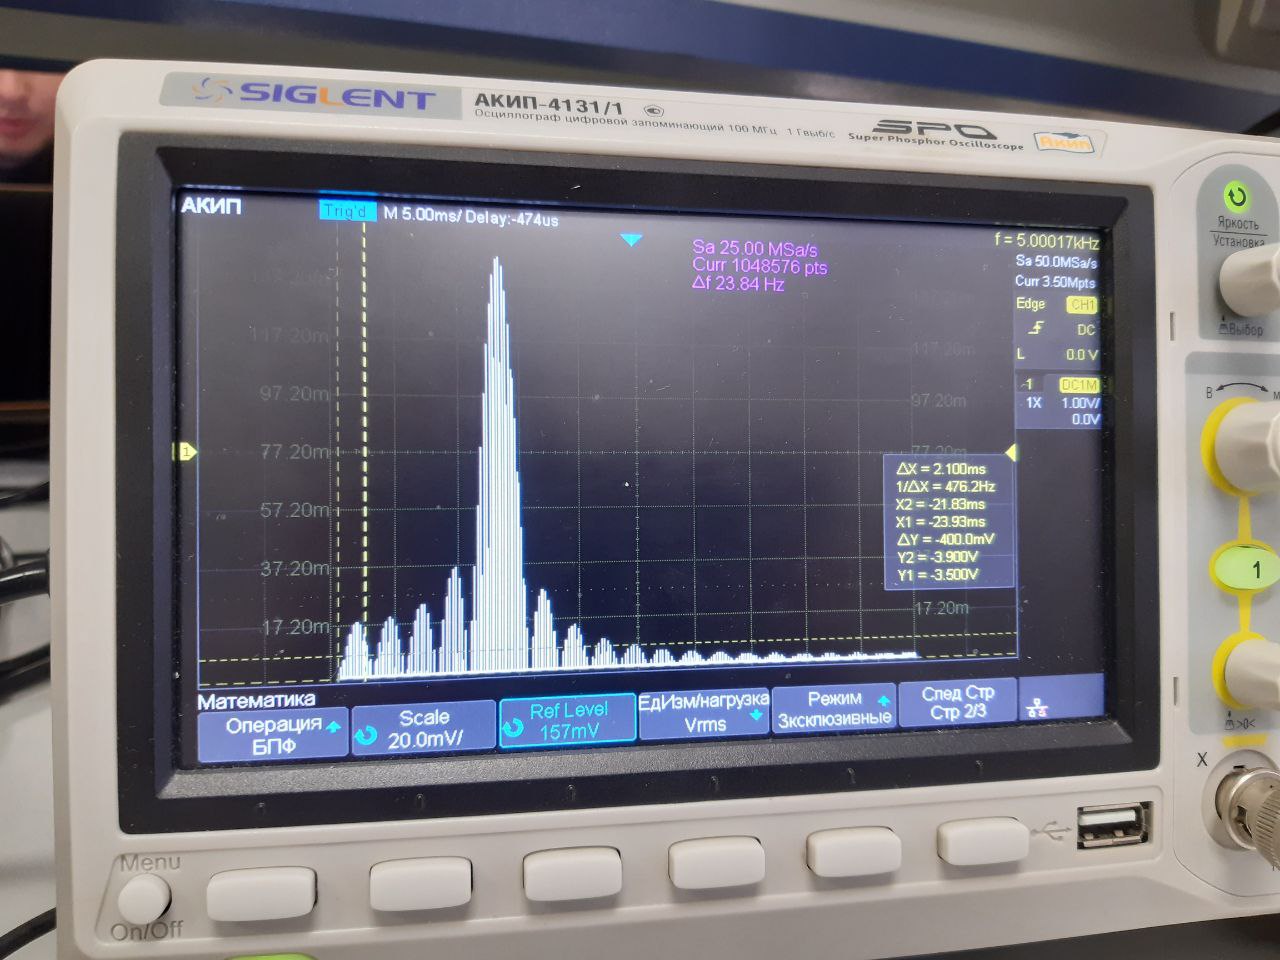 SIGLENT
АКИП-4131/1
Осциллограф цифровой запоминающий 100 МГц 1 Гвыб/с
SPO
Super Phosphor Oscilloscope
АКИП
Яркость
Установка
Выбор
АКИП
Trig'd
M 5.00ms/ Delay:-474us
Sa 25.00 MSa/s
Curr 1048576 pts
Δf 23.84 Hz
f = 5.00017kHz
Sa 50.0MSa/s
Curr 3.50Mpts
Edge CH1
DC
L 0.0 V
1 DC1M
1X 1.00V/
0.0V
117.20m
117.20m
97.20m
97.20m
77.20m
77.20m
57.20m
37.20m
17.20m
17.20m
1
ΔX = 2.100ms
1/ΔX = 476.2Hz
X2 = -21.83ms
X1 = -23.93ms
ΔY = -400.0mV
Y2 = -3.900V
Y1 = -3.500V
Математика
Операция
БПФ
Scale
20.0mV/
Ref Level
157mV
ЕдИзм/нагрузка
Vrms
Режим
Эксклюзивные
След Стр
Стр 2/3
В
1
X
Menu
On/Off